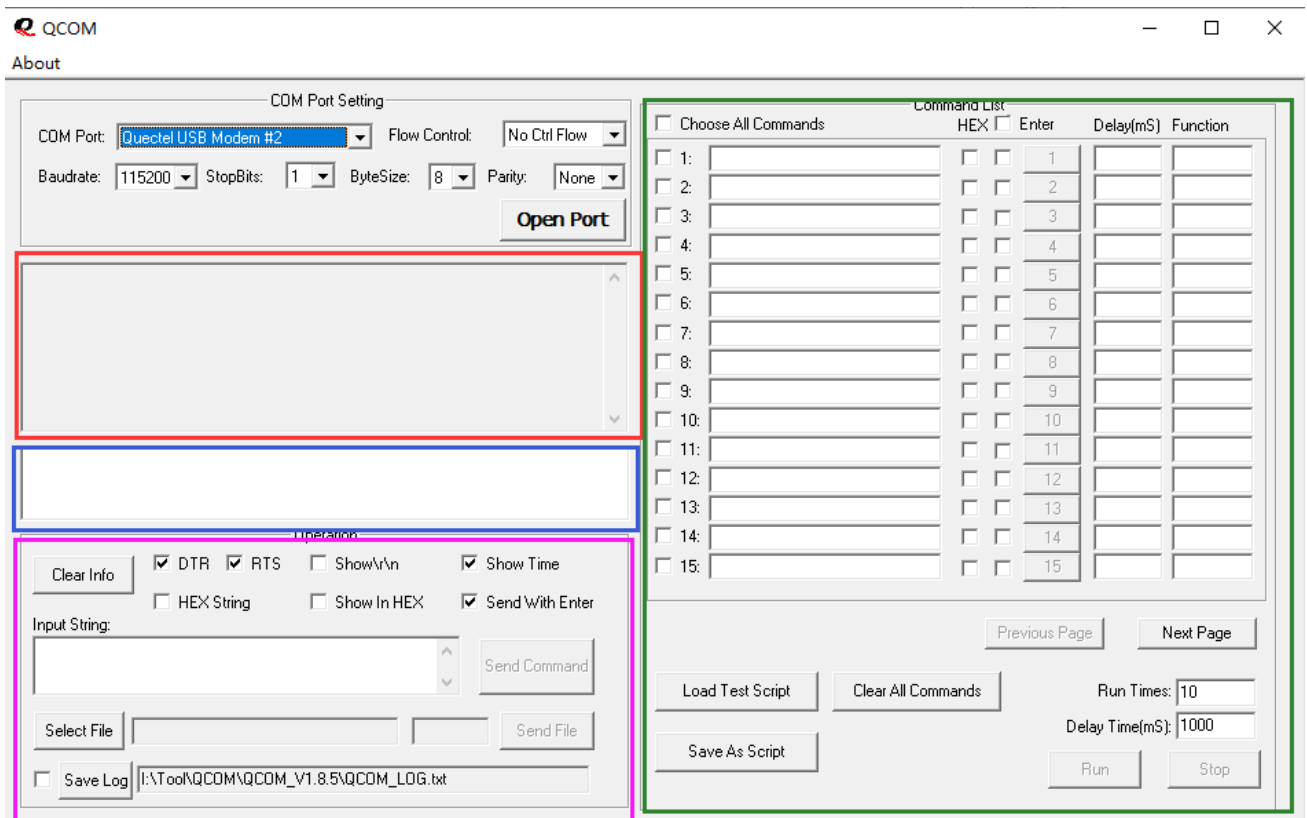 QCOM
About
COM Port Setting
COM Port: Quectel USB Modem #2 Flow Control: No Ctrl Flow
Baudrate: 115200 StopBits: 1 ByteSize: 8 Parity: None
Open Port
Operation
Clear Info DTR RTS Show\r\n Show Time
HEX String Show In HEX Send With Enter
Input String:
Send Command
Select File Send File
Save Log I:\Tool\QCOM\QCOM_V1.8.5\QCOM_LOG.txt
Command List
Choose All Commands HEX Enter Delay(mS) Function
1: 1
2: 2
3: 3
4: 4
5: 5
6: 6
7: 7
8: 8
9: 9
10: 10
11: 11
12: 12
13: 13
14: 14
15: 15
Previous Page Next Page
Load Test Script Clear All Commands Run Times: 10
Delay Time(mS): 1000
Save As Script
Run Stop